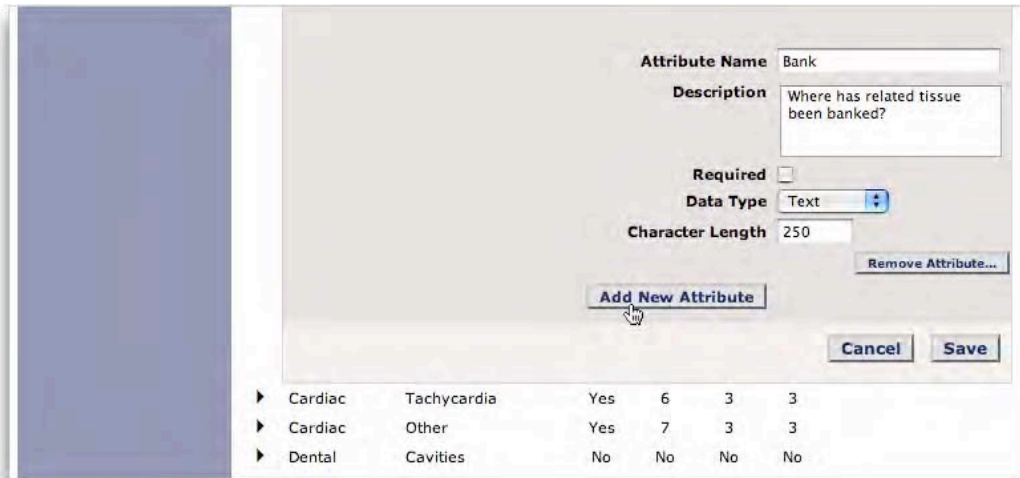 Attribute Name Bank
Description Where has related tissue
been banked?
Required
Data Type Text
Character Length 250
Remove Attribute...
Add New Attribute
Cancel Save
Cardiac Tachycardia Yes 6 3 3
Cardiac Other Yes 7 3 3
Dental Cavities No No No No